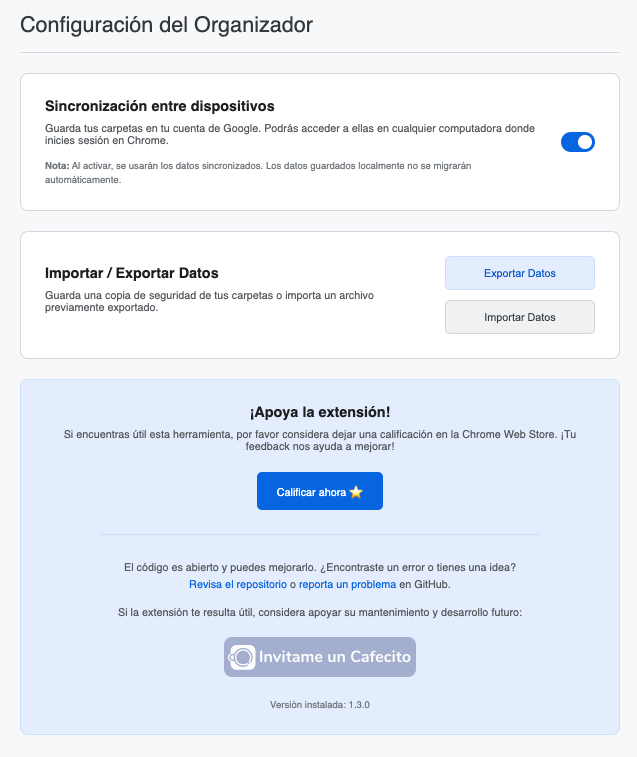 Configuración del Organizador
Sincronización entre dispositivos
Guarda tus carpetas en tu cuenta de Google. Podrás acceder a ellas en cualquier computadora donde
inicies sesión en Chrome.
Nota: Al activar, se usarán los datos sincronizados. Los datos guardados localmente no se migrarán
automáticamente.
Importar / Exportar Datos
Guarda una copia de seguridad de tus carpetas o importa un archivo
previamente exportado.
Exportar Datos
Importar Datos
¡Apoya la extensión!
Si encuentras útil esta herramienta, por favor considera dejar una calificación en la Chrome Web Store. ¡Tu
feedback nos ayuda a mejorar!
Calificar ahora ⭐
El código es abierto y puedes mejorarlo. ¿Encontraste un error o tienes una idea?
Revisa el repositorio o reporta un problema en GitHub.
Si la extensión te resulta útil, considera apoyar su mantenimiento y desarrollo futuro:
Invitame un Cafecito
Versión instalada: 1.3.0